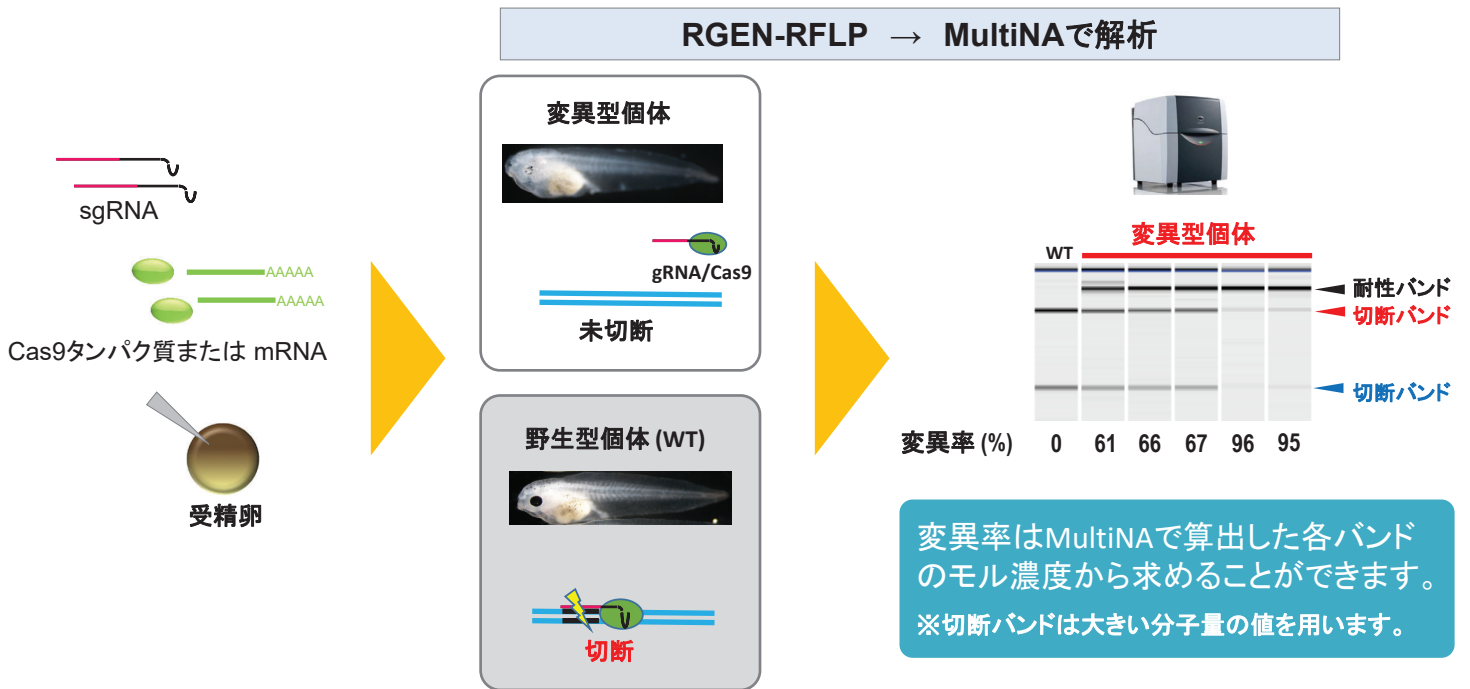 RGEN-RFLP → MultiNAで解析
sgRNA
AAAAA
AAAAA
Cas9タンパク質または mRNA
受精卵
変異型個体
gRNA/Cas9
未切断
野生型個体 (WT)
切断
WT
変異型個体
耐性バンド
切断バンド
切断バンド
変異率 (%) 0 61 66 67 96 95
変異率はMultiNAで算出した各バンド
のモル濃度から求めることができます。
※切断バンドは大きい分子量の値を用います。